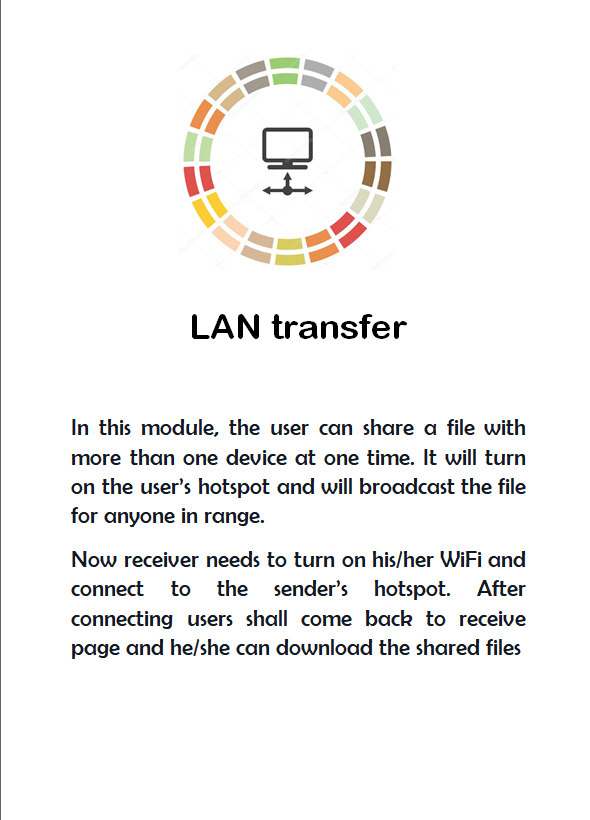 LAN transfer
In this module, the user can share a file with
more than one device at one time. It will turn
on the user's hotspot and will broadcast the file
for anyone in range.
Now receiver needs to turn on his/her WiFi and
connect to the sender's hotspot. After
connecting users shall come back to receive
page and he/she can download the shared files